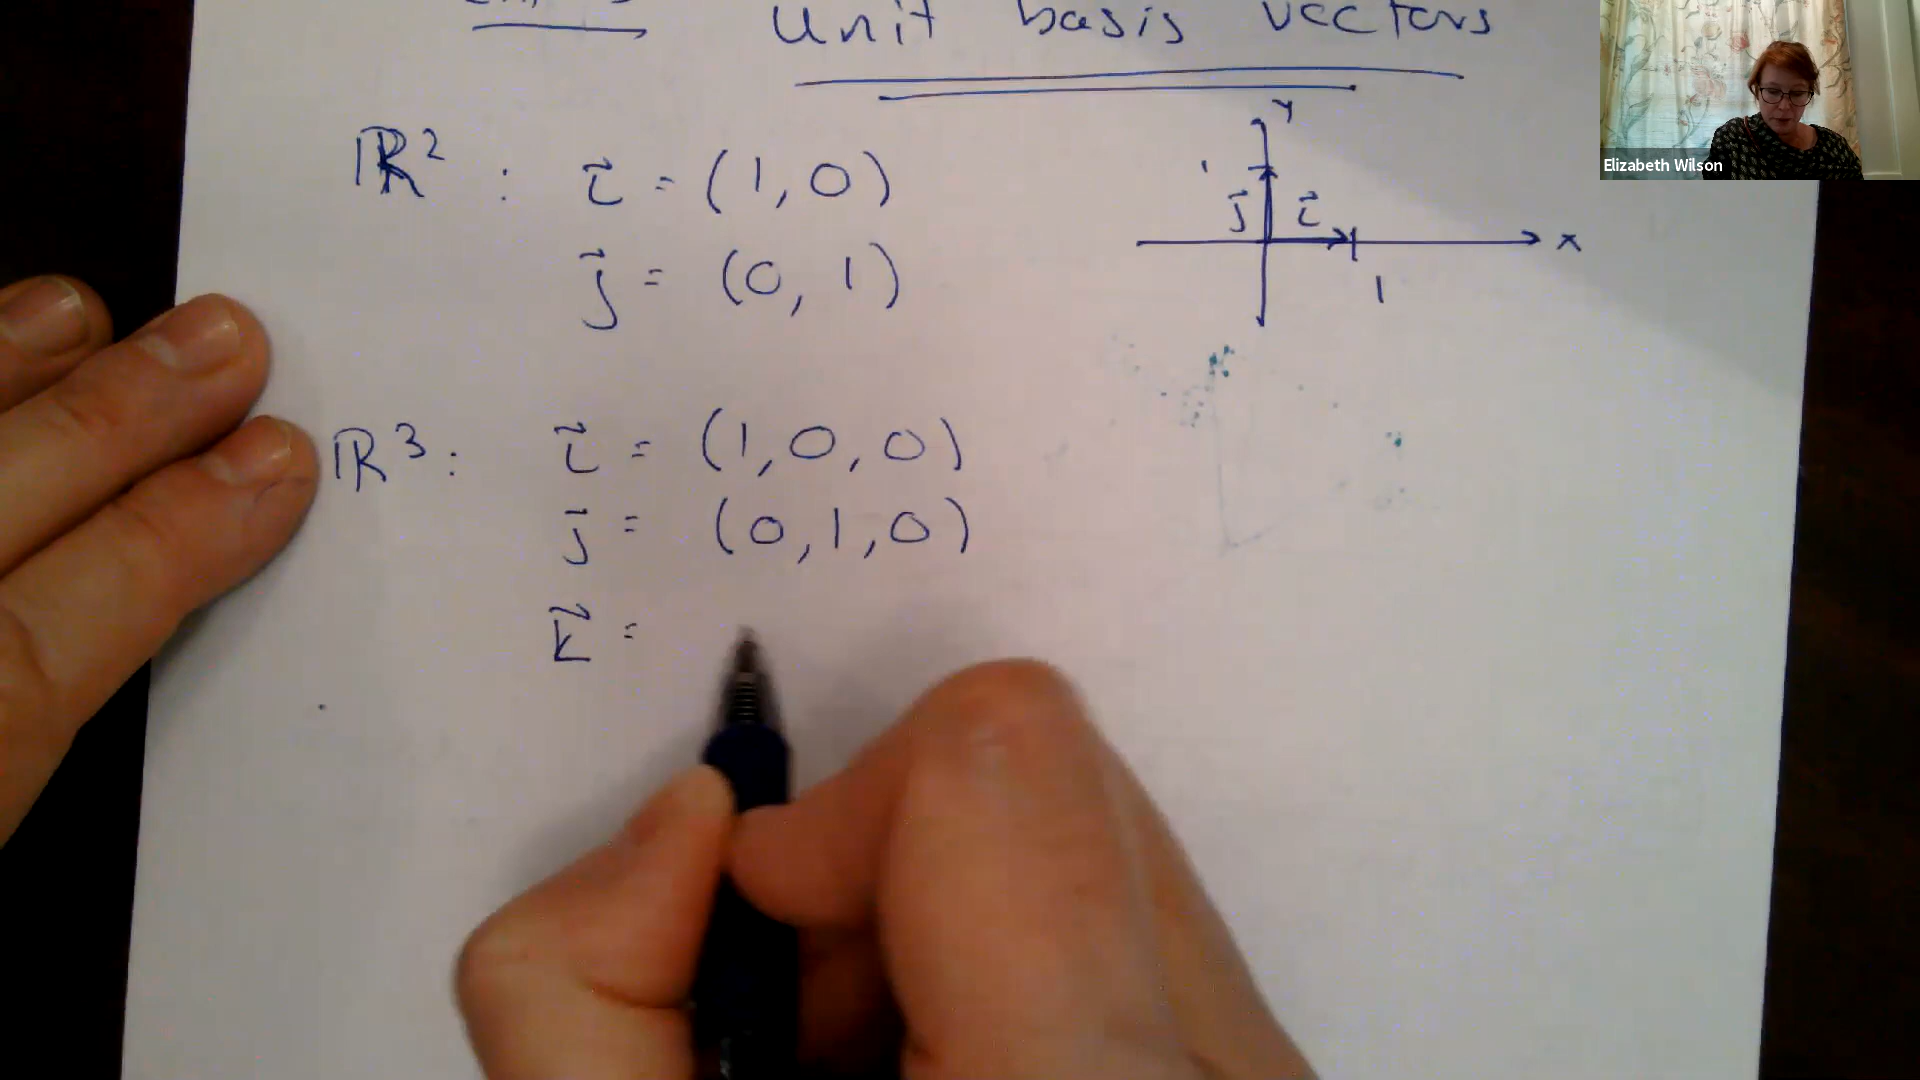 Unit basis vectors
ℝ² : i⃗ = (1, 0)
j⃗ = (0, 1)
y
1
j⃗ i⃗
x
1
ℝ³ : i⃗ = (1, 0, 0)
j⃗ = (0, 1, 0)
k⃗ =
Elizabeth Wilson